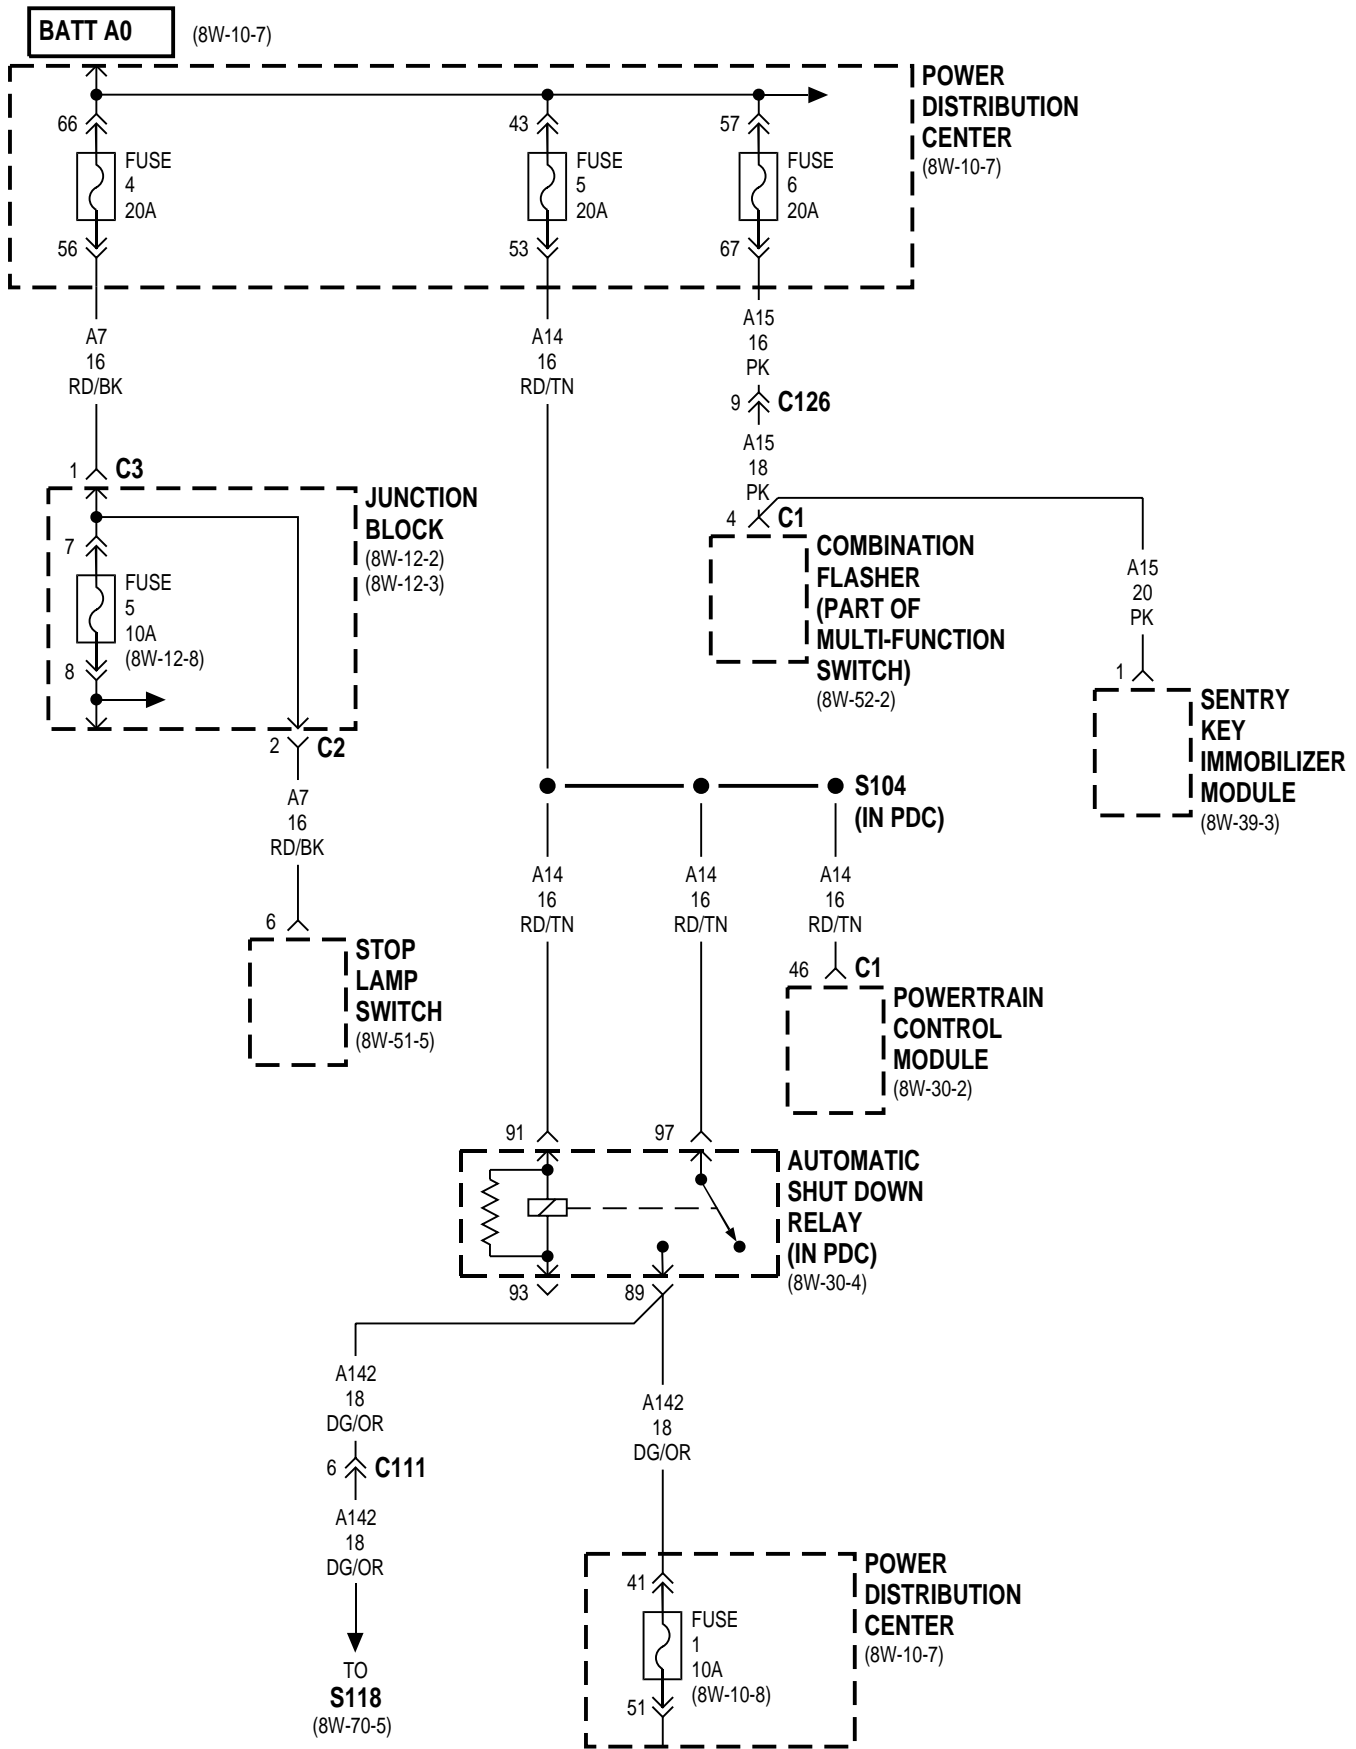 BATT A0
(8W-10-7)
POWER
DISTRIBUTION
CENTER
(8W-10-7)
66
FUSE
4
20A
56
43
FUSE
5
20A
53
57
FUSE
6
20A
67
A7
16
RD/BK
A14
16
RD/TN
A15
16
PK
9
C126
A15
18
PK
1
C3
JUNCTION
BLOCK
(8W-12-2)
(8W-12-3)
7
FUSE
5
10A
(8W-12-8)
8
2
C2
4
C1
COMBINATION
FLASHER
(PART OF
MULTI-FUNCTION
SWITCH)
(8W-52-2)
A15
20
PK
1
SENTRY
KEY
IMMOBILIZER
MODULE
(8W-39-3)
A7
16
RD/BK
S104
(IN PDC)
6
STOP
LAMP
SWITCH
(8W-51-5)
A14
16
RD/TN
A14
16
RD/TN
A14
16
RD/TN
46
C1
POWERTRAIN
CONTROL
MODULE
(8W-30-2)
91
97
AUTOMATIC
SHUT DOWN
RELAY
(IN PDC)
(8W-30-4)
93
89
A142
18
DG/OR
6
C111
A142
18
DG/OR
TO
S118
(8W-70-5)
A142
18
DG/OR
POWER
DISTRIBUTION
CENTER
(8W-10-7)
41
FUSE
1
10A
(8W-10-8)
51